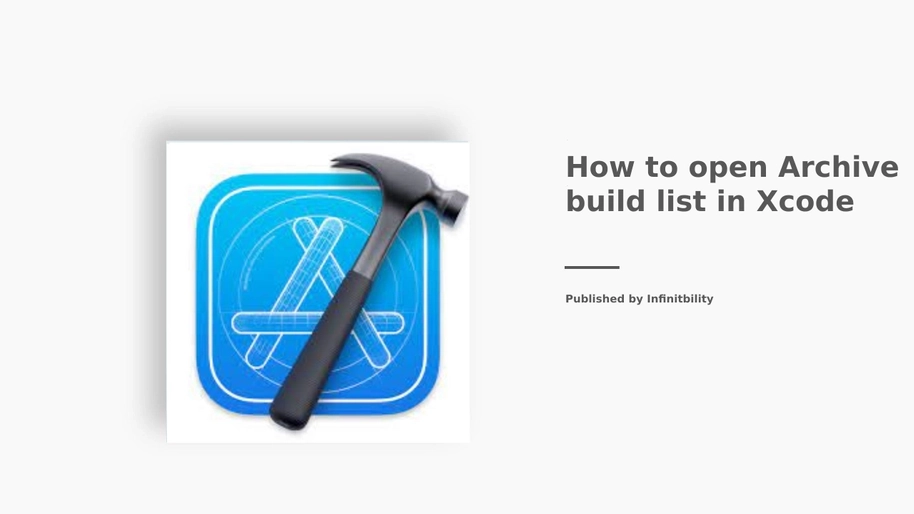 How to open Archive
build list in Xcode
Published by Infinitbility